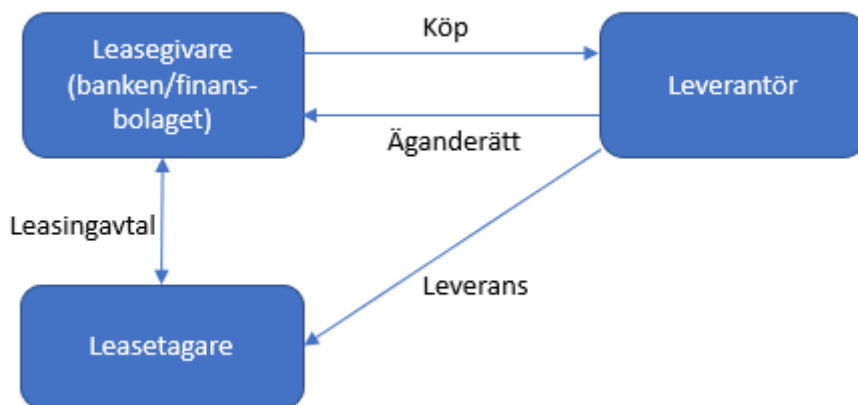 Leasegivare
(banken/finans-
bolaget)
Köp
Leverantör
Äganderätt
Leasingavtal
Leverans
Leasetagare